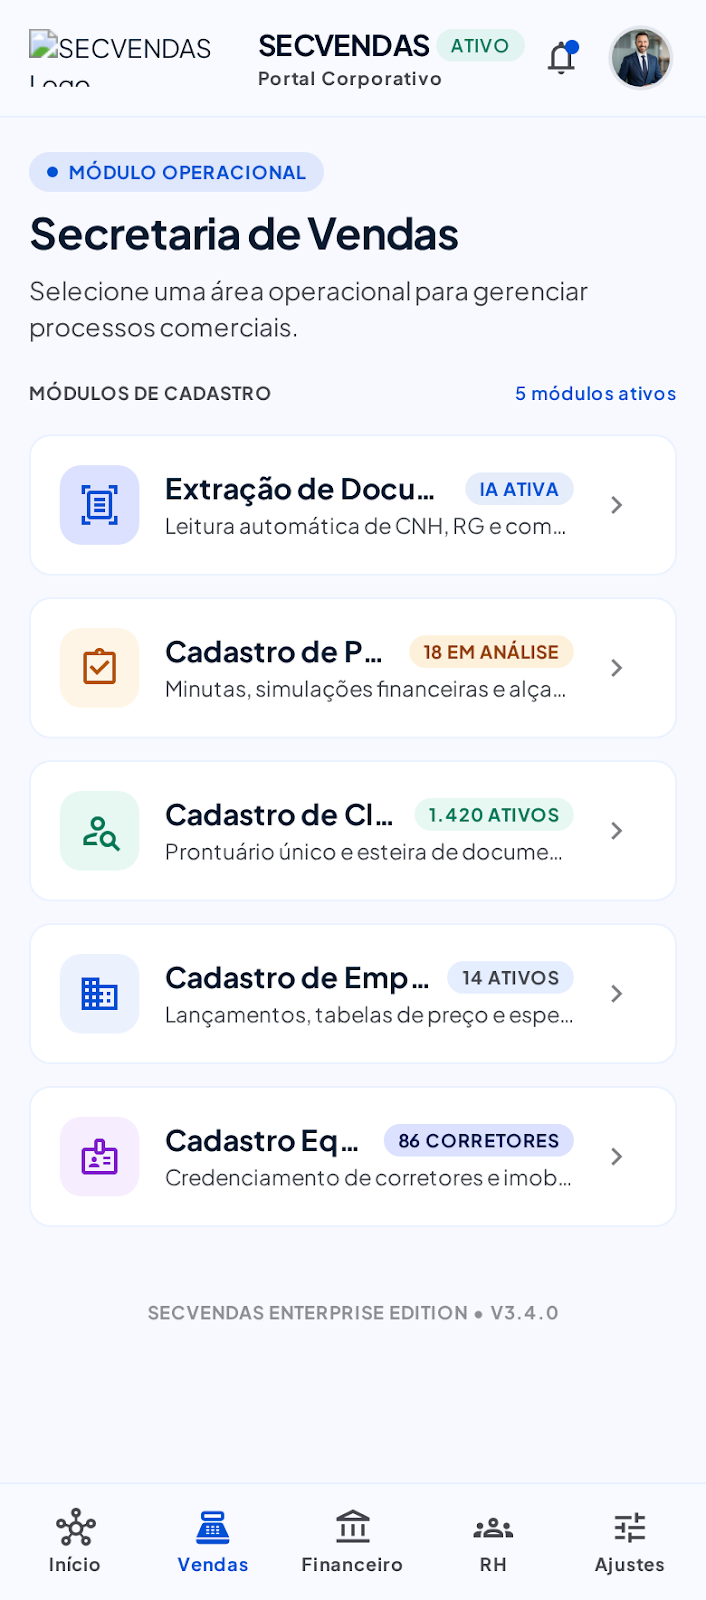 SECVENDAS
SECVENDAS ATIVO
Portal Corporativo
MÓDULO OPERACIONAL
Secretaria de Vendas
Selecione uma área operacional para gerenciar
processos comerciais.
MÓDULOS DE CADASTRO 5 módulos ativos
Extração de Docu... IA ATIVA
Leitura automática de CNH, RG e com...
Cadastro de P... 18 EM ANÁLISE
Minutas, simulações financeiras e alça...
Cadastro de Cl... 1.420 ATIVOS
Prontuário único e esteira de docume...
Cadastro de Emp... 14 ATIVOS
Lançamentos, tabelas de preço e espe...
Cadastro Eq... 86 CORRETORES
Credenciamento de corretores e imob...
SECVENDAS ENTERPRISE EDITION • V3.4.0
Início Vendas Financeiro RH Ajustes